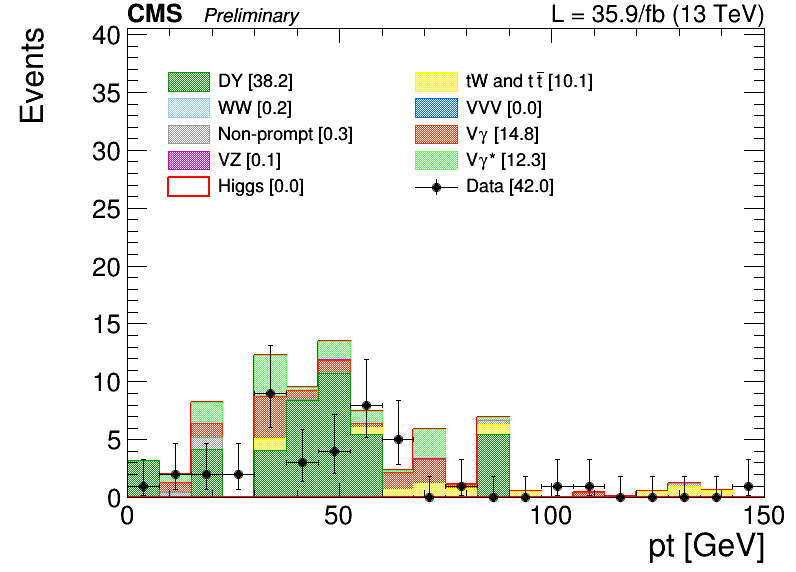 CMS Preliminary L = 35.9/fb (13 TeV)
Events
40
35
30
25
20
15
10
5
0
DY [38.2]
WW [0.2]
Non-prompt [0.3]
VZ [0.1]
Higgs [0.0]
tW and t t̄ [10.1]
VVV [0.0]
Vγ [14.8]
Vγ* [12.3]
Data [42.0]
0 50 100 150
pt [GeV]